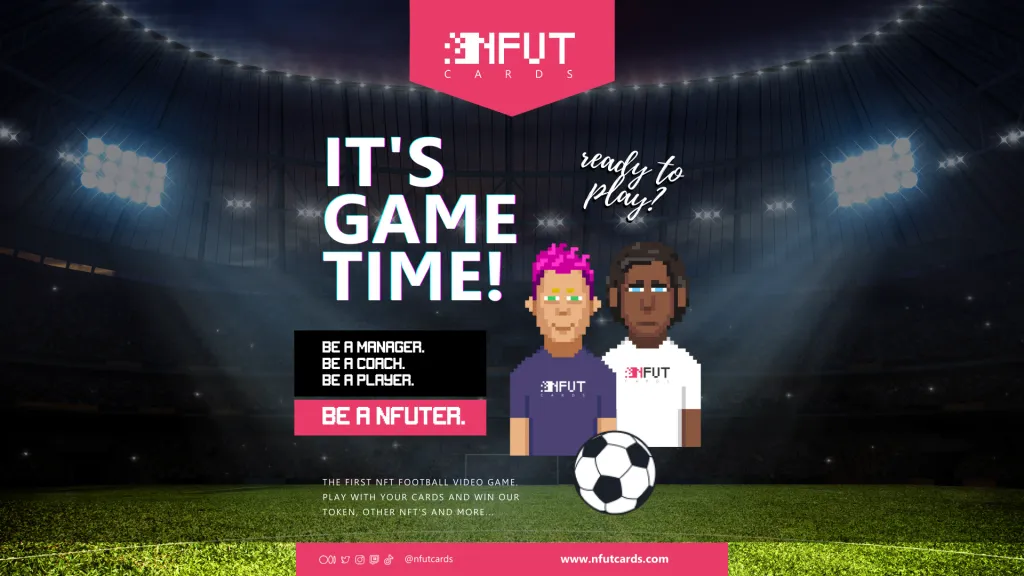 NFUT
CARDS
IT'S
GAME
TIME!
ready to
play?
BE A MANAGER.
BE A COACH.
BE A PLAYER.
BE A NFUTER.
NFUT
CARDS
NFUT
CARDS
THE FIRST NFT FOOTBALL VIDEO GAME.
PLAY WITH YOUR CARDS AND WIN OUR
TOKEN, OTHER NFT'S AND MORE...
@nfutcards
www.nfutcards.com